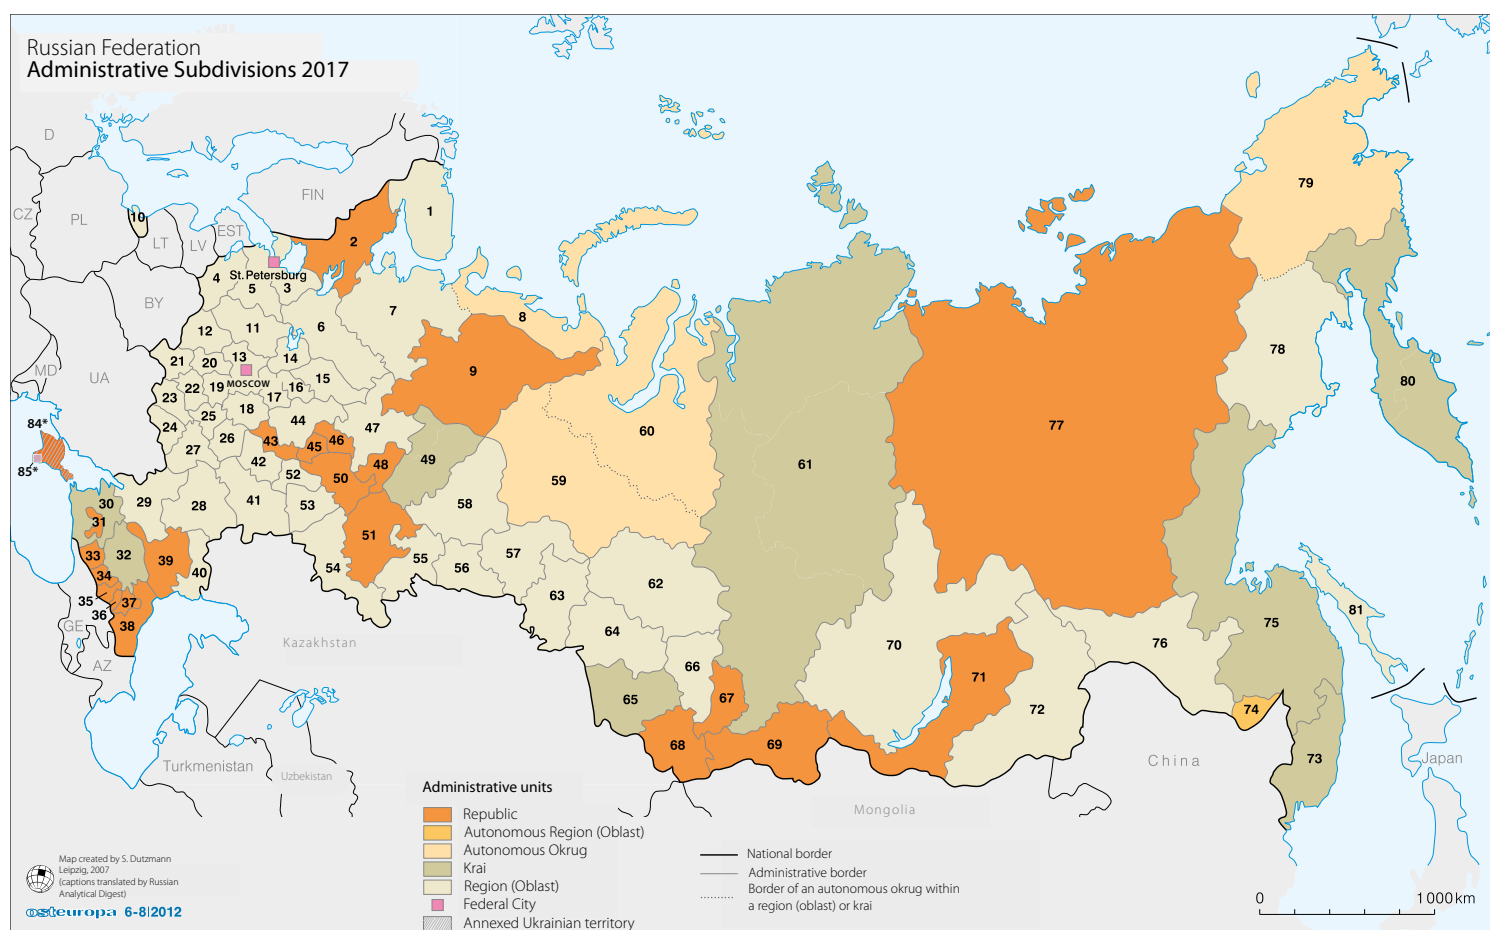 Russian Federation
Administrative Subdivisions 2017
D
CZ
PL
10
LT
LV
EST
FIN
1
2
79
St. Petersburg
4
5
3
7
8
BY
12
11
6
78
MD
UA
21
20
13
14
9
80
MOSCOW
22
19
16
15
23
17
18
25
24
44
47
60
77
84*
26
43
45
46
27
42
48
49
61
85*
52
50
59
30
29
28
41
53
58
31
51
33
32
39
40
54
55
56
57
62
34
63
35
37
36
38
GE
AZ
Kazakhstan
64
66
70
76
75
81
65
67
71
74
72
68
69
73
Turkmenistan
Uzbekistan
China
Japan
Mongolia
Administrative units
Republic
Autonomous Region (Oblast)
Autonomous Okrug
Krai
Region (Oblast)
Federal City
Annexed Ukrainian territory
National border
Administrative border
Border of an autonomous okrug within
a region (oblast) or krai
0 1000 km
Map created by S. Dutzmann
Leipzig, 2007
(captions translated by Russian
Analytical Digest)
osteuropa 6-8|2012